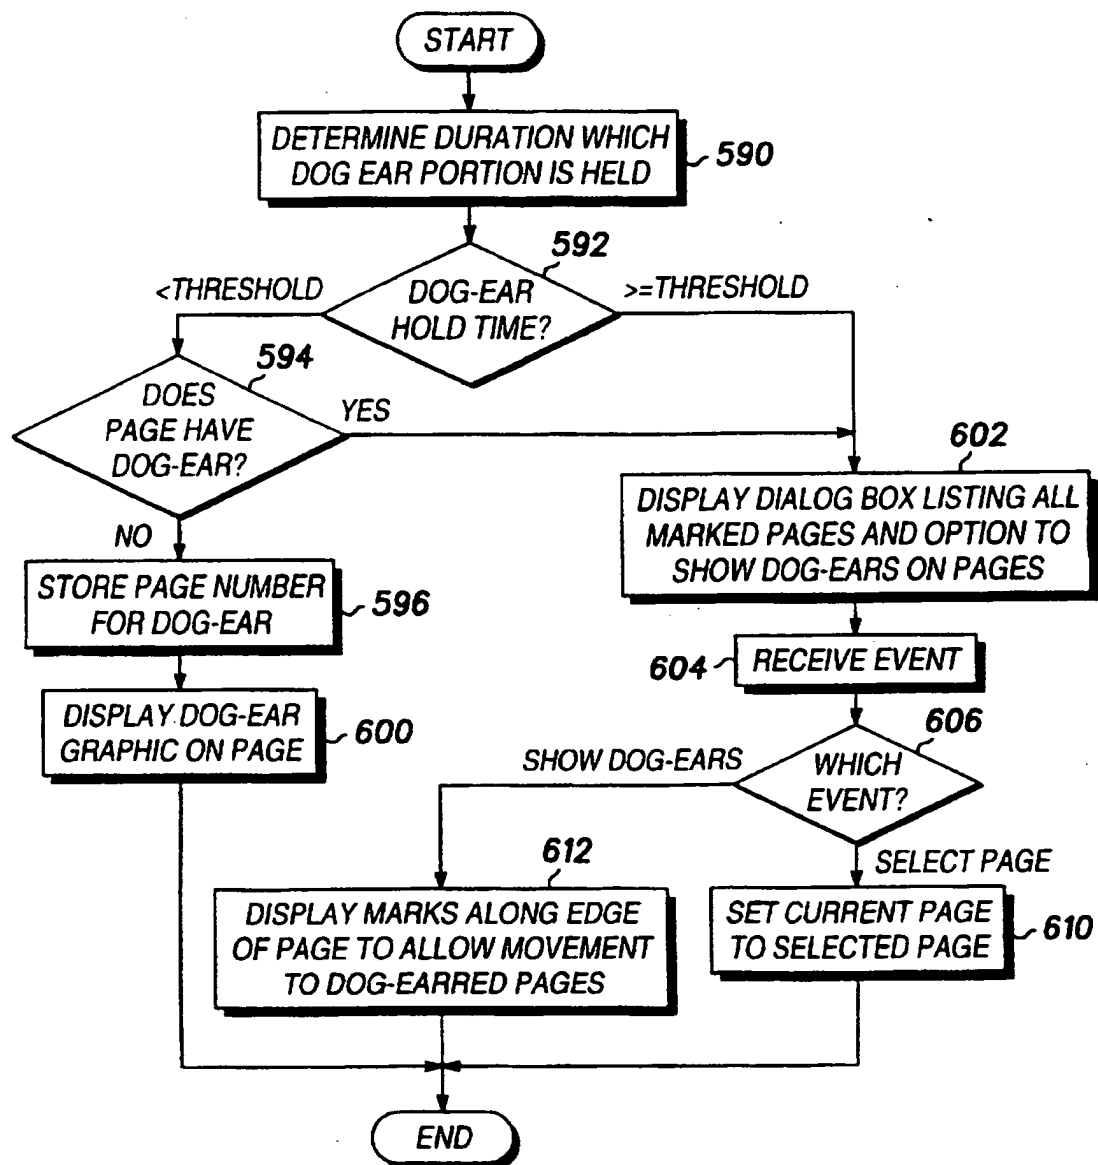 START
DETERMINE DURATION WHICH
DOG EAR PORTION IS HELD
590
592
<THRESHOLD
DOG-EAR
HOLD TIME?
>=THRESHOLD
594
DOES
PAGE HAVE
DOG-EAR?
YES
NO
602
DISPLAY DIALOG BOX LISTING ALL
MARKED PAGES AND OPTION TO
SHOW DOG-EARS ON PAGES
STORE PAGE NUMBER
FOR DOG-EAR
596
604
RECEIVE EVENT
DISPLAY DOG-EAR
GRAPHIC ON PAGE
600
606
SHOW DOG-EARS
WHICH
EVENT?
SELECT PAGE
612
DISPLAY MARKS ALONG EDGE
OF PAGE TO ALLOW MOVEMENT
TO DOG-EARRED PAGES
SET CURRENT PAGE
TO SELECTED PAGE
610
END